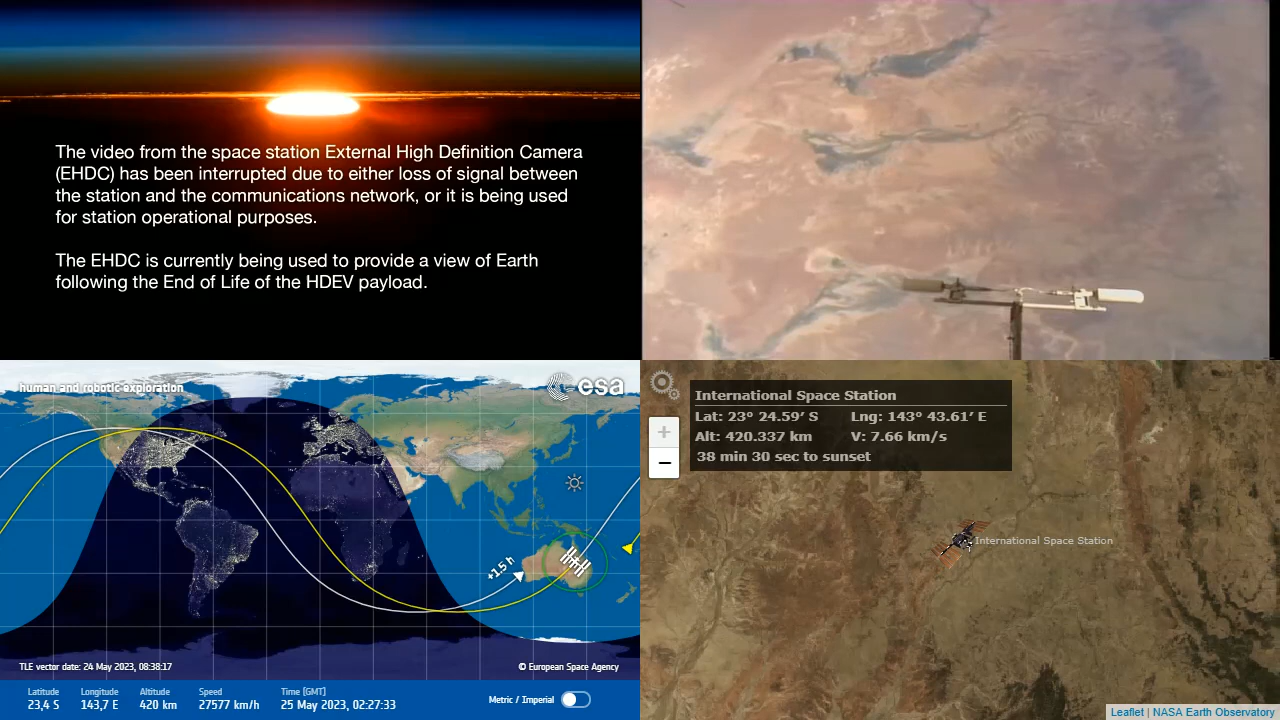 The video from the space station External High Definition Camera
(EHDC) has been interrupted due to either loss of signal between
the station and the communications network, or it is being used
for station operational purposes.
The EHDC is currently being used to provide a view of Earth
following the End of Life of the HDEV payload.
human and robotic exploration
esa
+1.5 h
TLE vector date: 24 May 2023, 08:38:17
© European Space Agency
Latitude Longitude Altitude Speed Time (GMT)
23,4 S 143,7 E 420 km 27577 km/h 25 May 2023, 02:27:33
Metric / Imperial
+
−
International Space Station
Lat: 23° 24.59′ S Lng: 143° 43.61′ E
Alt: 420.337 km V: 7.66 km/s
38 min 30 sec to sunset
International Space Station
Leaflet | NASA Earth Observatory